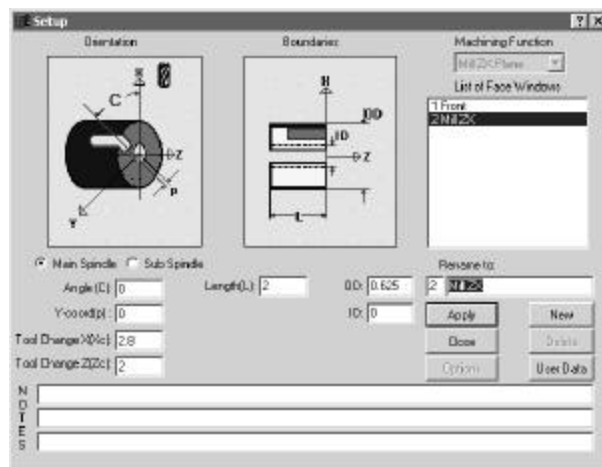 Setup
Orientation
Boundaries
Machining Function
Mill ZX Plane
List of Face Windows
1 Front
2 Mill ZX
X
C
Z
P
Y
X
OD
ID
Z
L
Main Spindle
Sub Spindle
Rename to:
Angle (C): 0
Length(L): 2
OD: 0.625
2 Mill ZX
Y-coord(p): 0
ID: 0
Apply
New
Tool Change X(Xc): 2.8
Close
Delete
Tool Change Z(Zc): 2
Options
User Data
NOTES